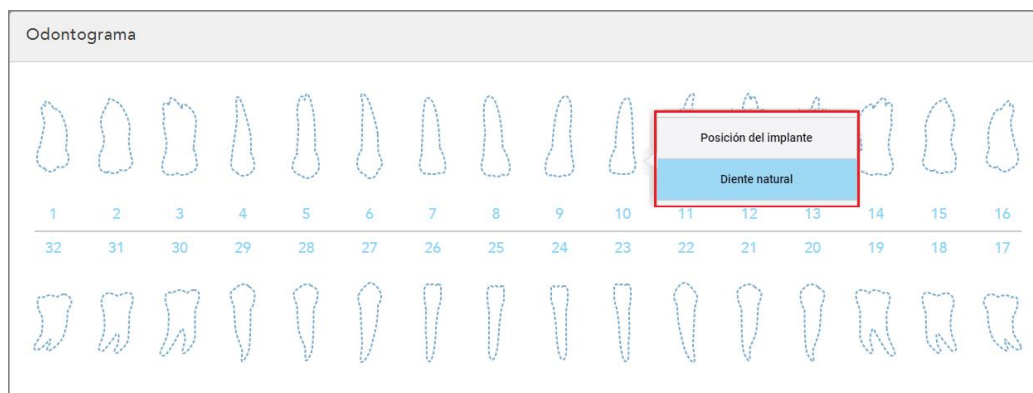 Odontograma
Posición del implante
Diente natural
1 2 3 4 5 6 7 8 9 10 11 12 13 14 15 16
32 31 30 29 28 27 26 25 24 23 22 21 20 19 18 17